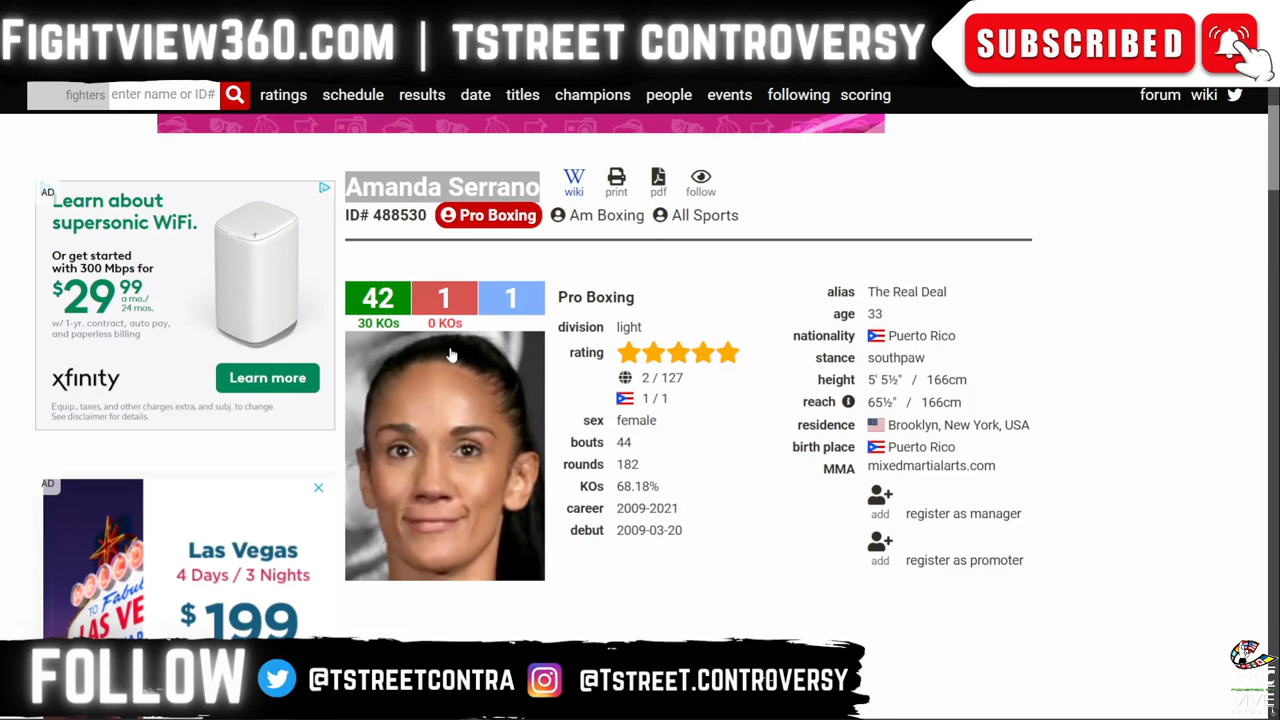 FIGHTVIEW360.COM | TSTREET CONTROVERSY
SUBSCRIBED
fighters enter name or ID# ratings schedule results date titles champions people events following scoring forum wiki
AD
Learn about
supersonic WiFi.
Or get started
with 300 Mbps for
$29 99
a mo./
24 mos.
w/ 1-yr. contract, auto pay,
and paperless billing
xfinity
Learn more
Equip., taxes, and other charges extra, and subj. to change.
See disclaimer for details.
AD
Las Vegas
4 Days / 3 Nights
$199
Amanda Serrano
W
wiki print pdf follow
ID# 488530 Pro Boxing Am Boxing All Sports
42 1 1
30 KOs 0 KOs
Pro Boxing
division light
rating
2 / 127
1 / 1
sex female
bouts 44
rounds 182
KOs 68.18%
career 2009-2021
debut 2009-03-20
alias The Real Deal
age 33
nationality Puerto Rico
stance southpaw
height 5′ 5½″ / 166cm
reach 65½″ / 166cm
residence Brooklyn, New York, USA
birth place Puerto Rico
MMA mixedmartialarts.com
add register as manager
add register as promoter
FOLLOW @TSTREETCONTRA @TSTREET.CONTROVERSY